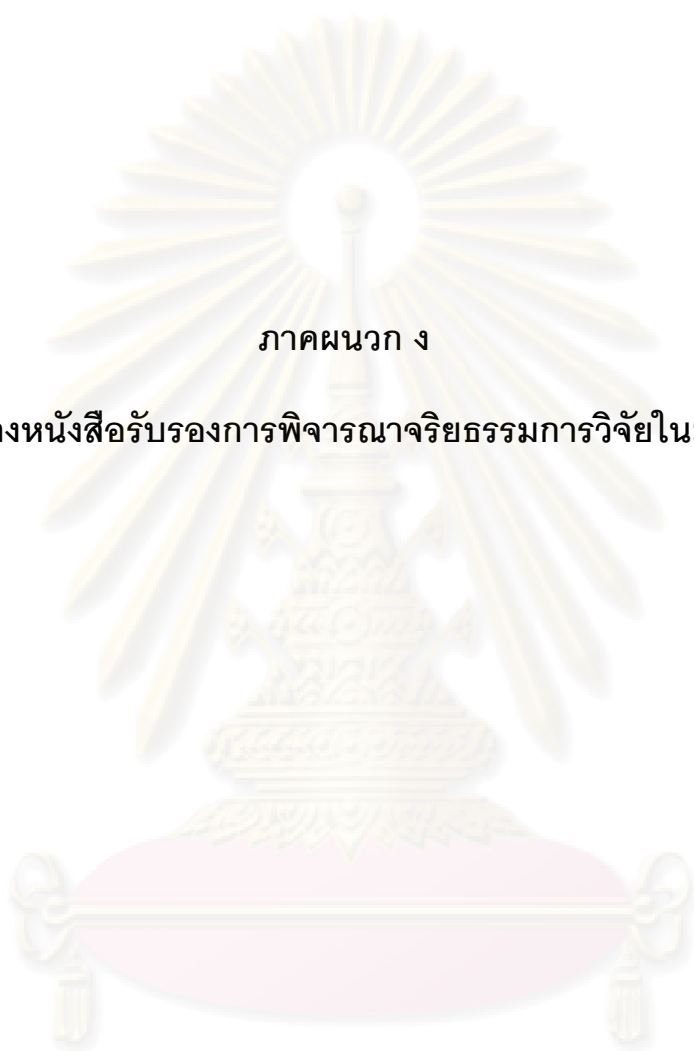 ภาคผนวก ง
งหนังสือรับรองการพิจารณาจริยธรรมการวิจัยใน